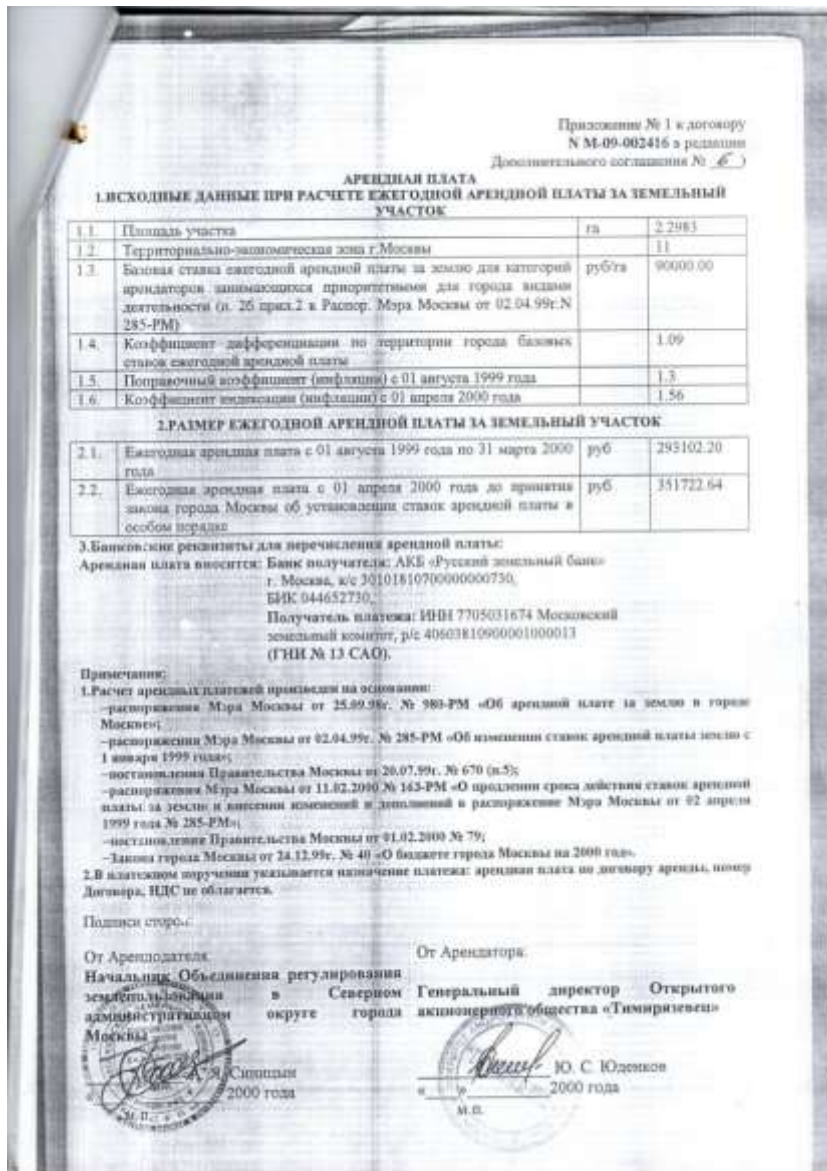 Приложение № 1 к договору
N М-09-002416 в редакции
Дополнительного соглашения № 6 )
АРЕНДНАЯ ПЛАТА
1.ИСХОДНЫЕ ДАННЫЕ ПРИ РАСЧЕТЕ ЕЖЕГОДНОЙ АРЕНДНОЙ ПЛАТЫ ЗА ЗЕМЕЛЬНЫЙ
УЧАСТОК
1.1. Площадь участка га 2.2983
1.2. Территориально-экономическая зона г.Москвы 11
1.3. Базовая ставка ежегодной арендной платы за землю для категорий руб/га 90000.00
арендаторов занимающихся приоритетными для города видами
деятельности (п. 2б прил.2 к Распор. Мэра Москвы от 02.04.99г.N
285-РМ)
1.4. Коэффициент дифференциации по территории города базовых 1.09
ставок ежегодной арендной платы
1.5. Поправочный коэффициент (инфляции) с 01 августа 1999 года 1.3
1.6. Коэффициент индексации (инфляции) с 01 апреля 2000 года 1.56
2.РАЗМЕР ЕЖЕГОДНОЙ АРЕНДНОЙ ПЛАТЫ ЗА ЗЕМЕЛЬНЫЙ УЧАСТОК
2.1. Ежегодная арендная плата с 01 августа 1999 года по 31 марта 2000 руб 293102.20
года
2.2. Ежегодная арендная плата с 01 апреля 2000 года до принятия руб 351722.64
закона города Москвы об установлении ставок арендной платы в
особом порядке
3.Банковские реквизиты для перечисления арендной платы:
Арендная плата вносится: Банк получателя: АКБ «Русский земельный банк»
г. Москва, к/с 30101810700000000730,
БИК 044652730,
Получатель платежа: ИНН 7705031674 Московский
земельный комитет, р/с 40603810900001000013
(ГНИ № 13 САО).
Примечания:
1.Расчет арендных платежей произведен на основании:
–распоряжения Мэра Москвы от 25.09.98г. № 980-РМ «Об арендной плате за землю в городе
Москве»;
–распоряжения Мэра Москвы от 02.04.99г. № 285-РМ «Об изменении ставок арендной платы землю с
1 января 1999 года»;
–постановления Правительства Москвы от 20.07.99г. № 670 (п.5);
–распоряжения Мэра Москвы от 11.02.2000 № 163-РМ «О продлении срока действия ставок арендной
платы за землю и внесении изменений и дополнений в распоряжение Мэра Москвы от 02 апреля
1999 года № 285-РМ»;
–постановления Правительства Москвы от 01.02.2000 № 79;
–Закона города Москвы от 24.12.99г. № 40 «О бюджете города Москвы на 2000 год».
2.В платежном поручении указывается назначение платежа: арендная плата по договору аренды, номер
Договора, НДС не облагается.
Подписи сторон:
От Арендодателя: От Арендатора:
Начальник Объединения регулирования
землепользования в Северном Генеральный директор Открытого
административном округе города акционерного общества «Тимирязевец»
Москвы
Я. Синицын Ю. С. Юденков
2000 года « » 2000 года
М.П. М.П.